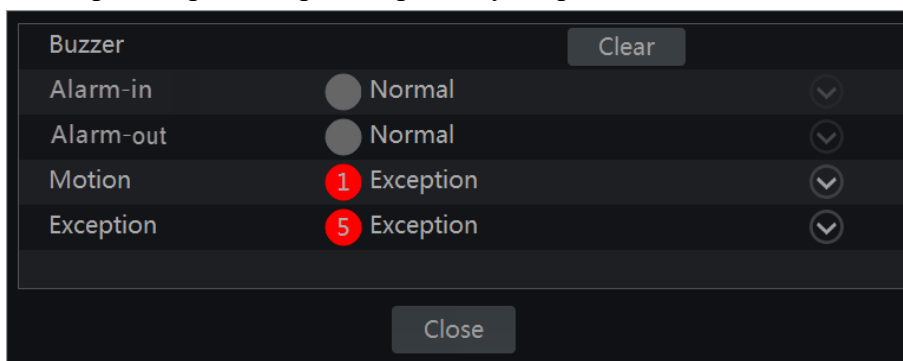 Buzzer Clear
Alarm-in Normal
Alarm-out Normal
Motion 1 Exception
Exception 5 Exception
Close